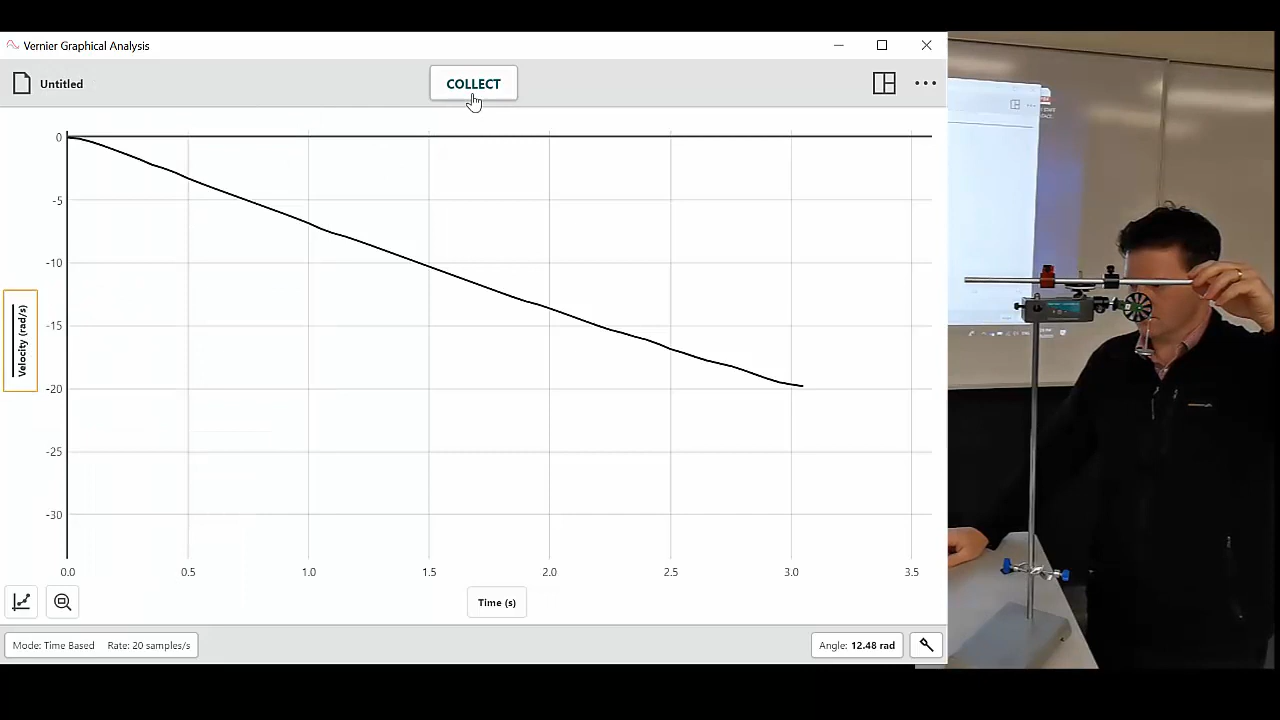 Vernier Graphical Analysis
Untitled
COLLECT
0
-5
-10
-15
-20
-25
-30
Velocity (rad/s)
0.0 0.5 1.0 1.5 2.0 2.5 3.0 3.5
Time (s)
Mode: Time Based Rate: 20 samples/s
Angle: 12.48 rad